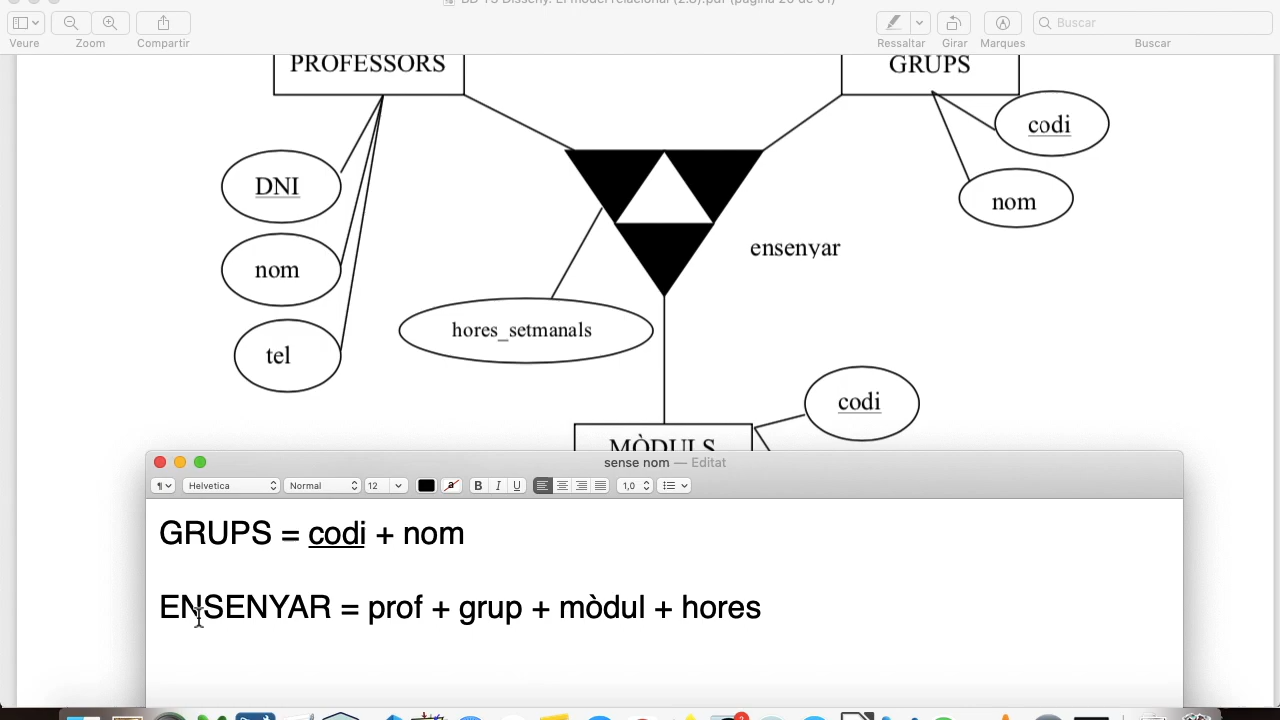 Veure
Zoom
Compartir
Ressaltar
Girar
Marques
Buscar
Buscar
PROFESSORS
GRUPS
codi
DNI
nom
nom
ensenyar
hores_setmanals
tel
codi
MÒDULS
sense nom — Editat
Helvetica
Normal
12
a
B I U
1,0
GRUPS = codi + nom
ENSENYAR = prof + grup + mòdul + hores